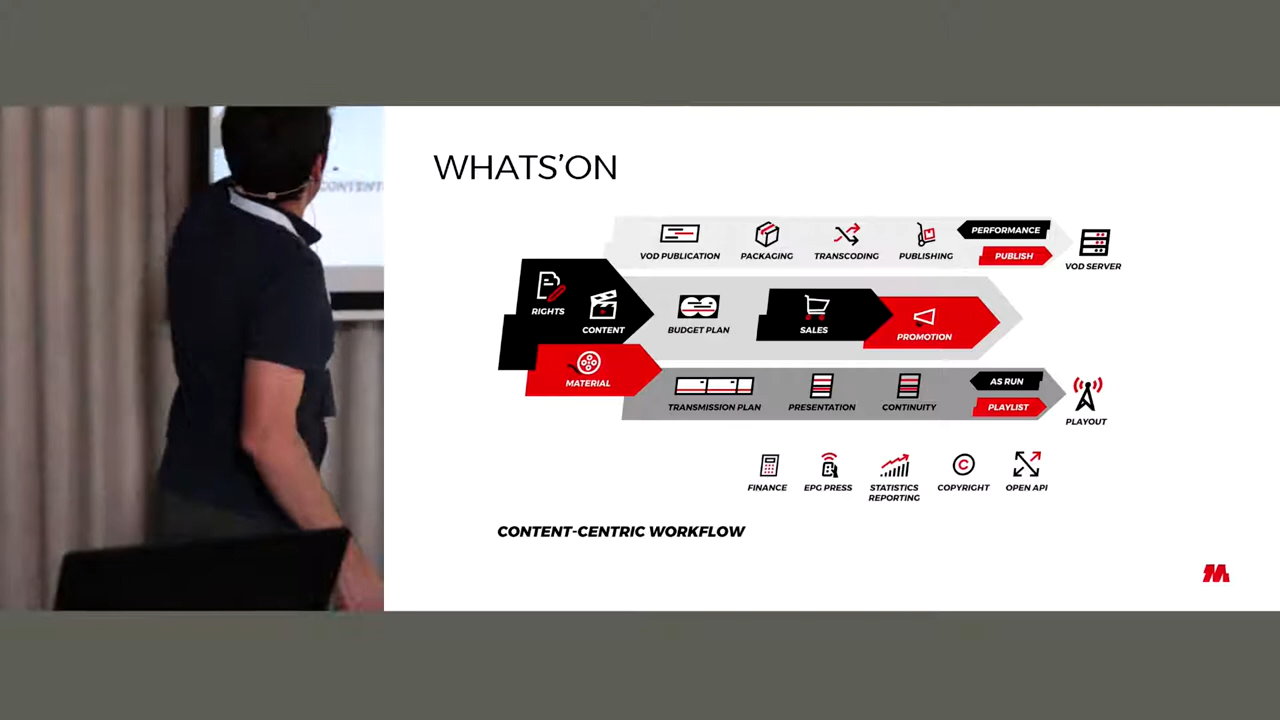 WHATS'ON
VOD PUBLICATION
PACKAGING
TRANSCODING
PUBLISHING
PERFORMANCE
PUBLISH
VOD SERVER
RIGHTS
CONTENT
MATERIAL
BUDGET PLAN
SALES
PROMOTION
TRANSMISSION PLAN
PRESENTATION
CONTINUITY
AS RUN
PLAYLIST
PLAYOUT
FINANCE
EPG PRESS
STATISTICS
REPORTING
COPYRIGHT
OPEN API
CONTENT-CENTRIC WORKFLOW
CONTENT